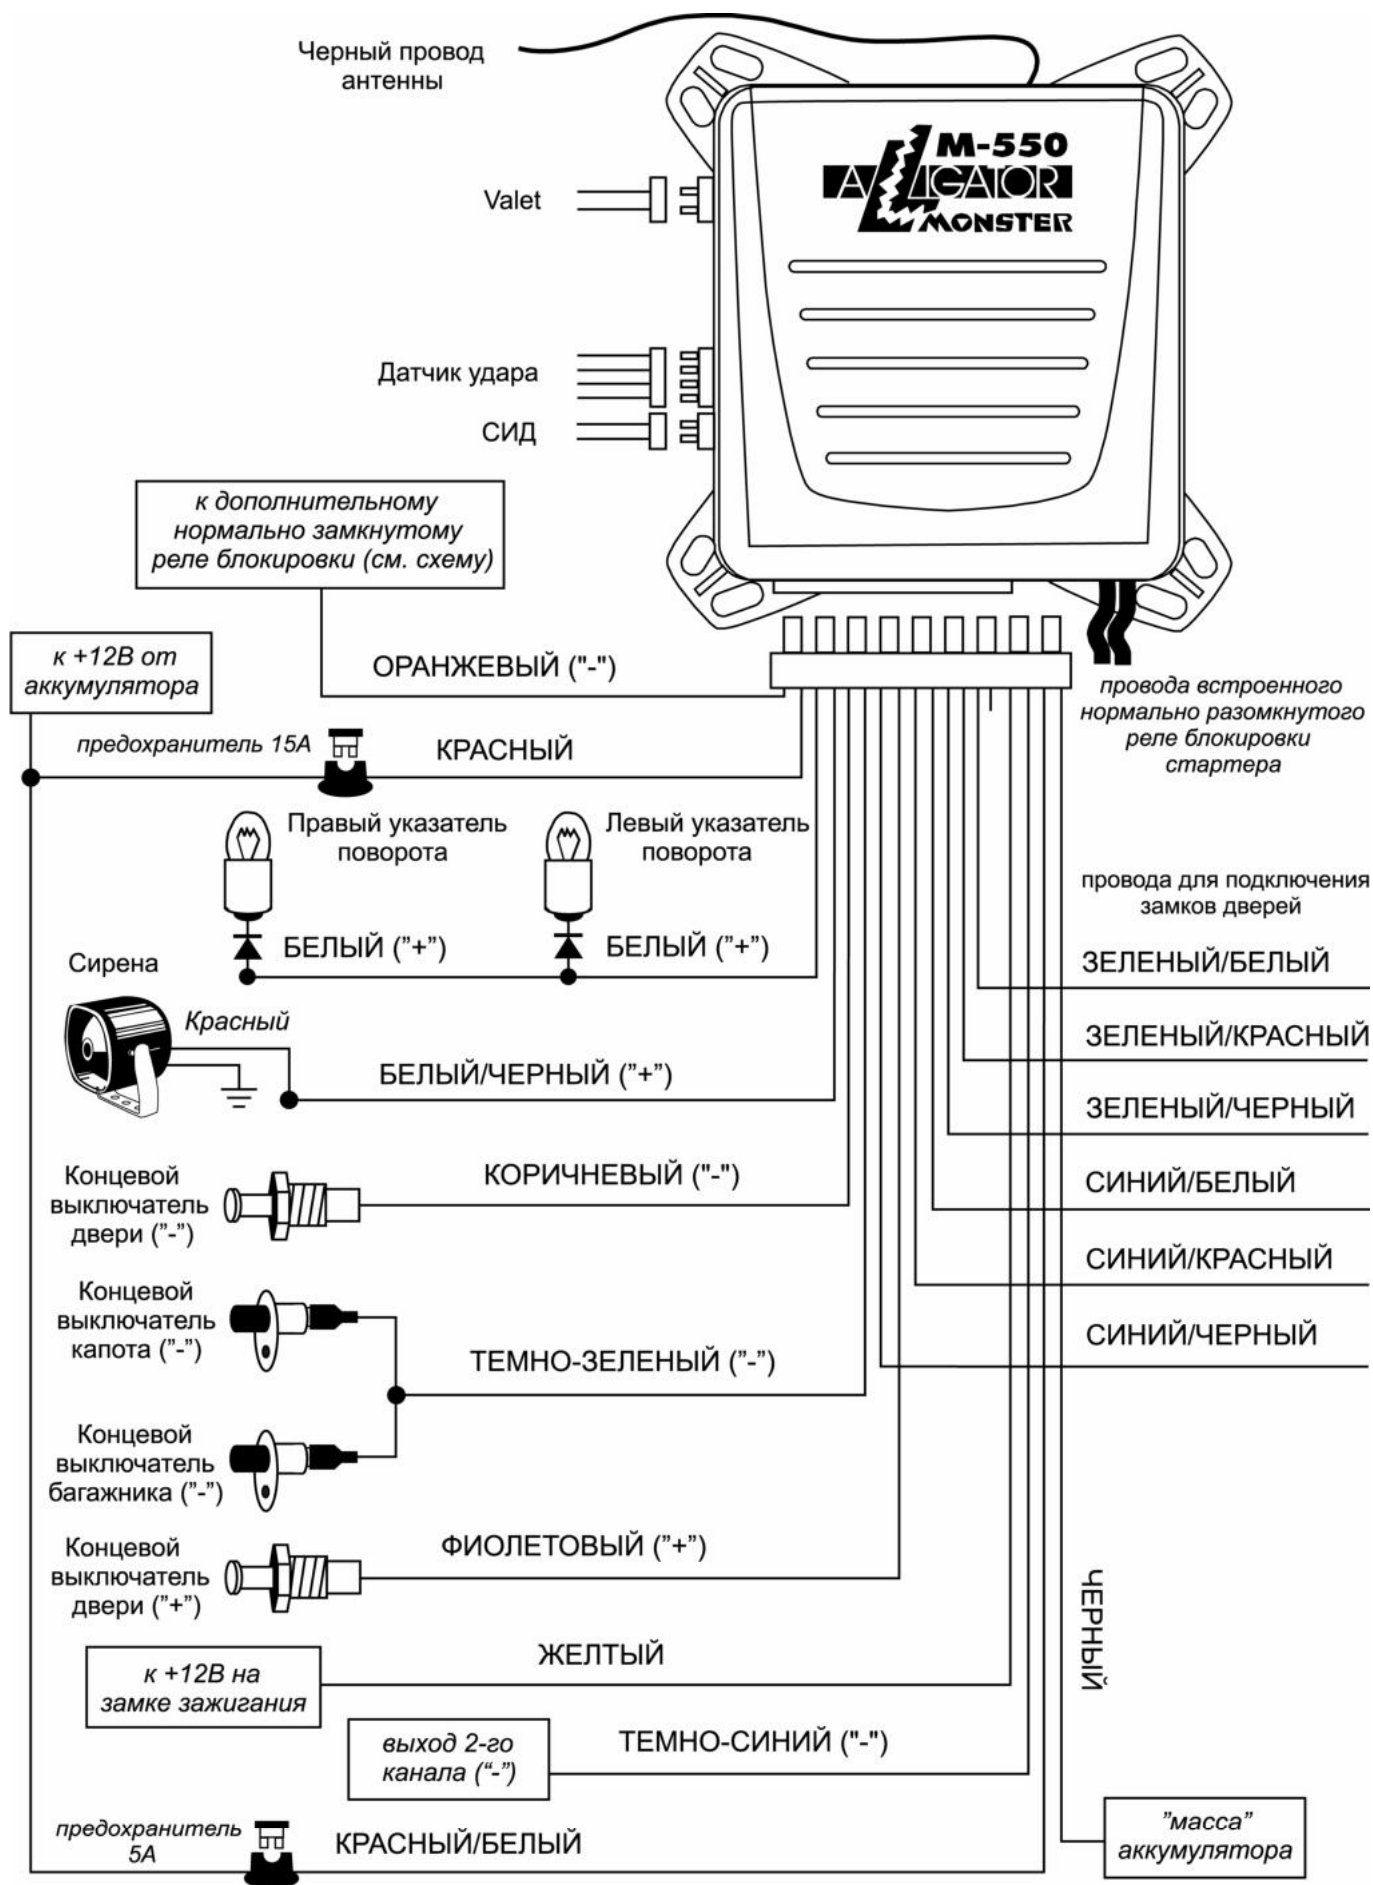 Черный провод
антенны
M-550
ALLIGATOR
MONSTER
Valet
Датчик удара
СИД
к дополнительному
нормально замкнутому
реле блокировки (см. схему)
к +12В от
аккумулятора
ОРАНЖЕВЫЙ ("-")
провода встроенного
нормально разомкнутого
реле блокировки
стартера
предохранитель 15А
КРАСНЫЙ
Правый указатель
поворота
Левый указатель
поворота
БЕЛЫЙ ("+")
БЕЛЫЙ ("+")
провода для подключения
замков дверей
ЗЕЛЕНЫЙ/БЕЛЫЙ
ЗЕЛЕНЫЙ/КРАСНЫЙ
ЗЕЛЕНЫЙ/ЧЕРНЫЙ
СИНИЙ/БЕЛЫЙ
СИНИЙ/КРАСНЫЙ
СИНИЙ/ЧЕРНЫЙ
Сирена
Красный
БЕЛЫЙ/ЧЕРНЫЙ ("+")
Концевой
выключатель
двери ("-")
КОРИЧНЕВЫЙ ("-")
Концевой
выключатель
капота ("-")
ТЕМНО-ЗЕЛЕНЫЙ ("-")
Концевой
выключатель
багажника ("-")
Концевой
выключатель
двери ("+")
ФИОЛЕТОВЫЙ ("+")
ЧЕРНЫЙ
к +12В на
замке зажигания
ЖЕЛТЫЙ
выход 2-го
канала ("-")
ТЕМНО-СИНИЙ ("-")
предохранитель
5А
КРАСНЫЙ/БЕЛЫЙ
"масса"
аккумулятора